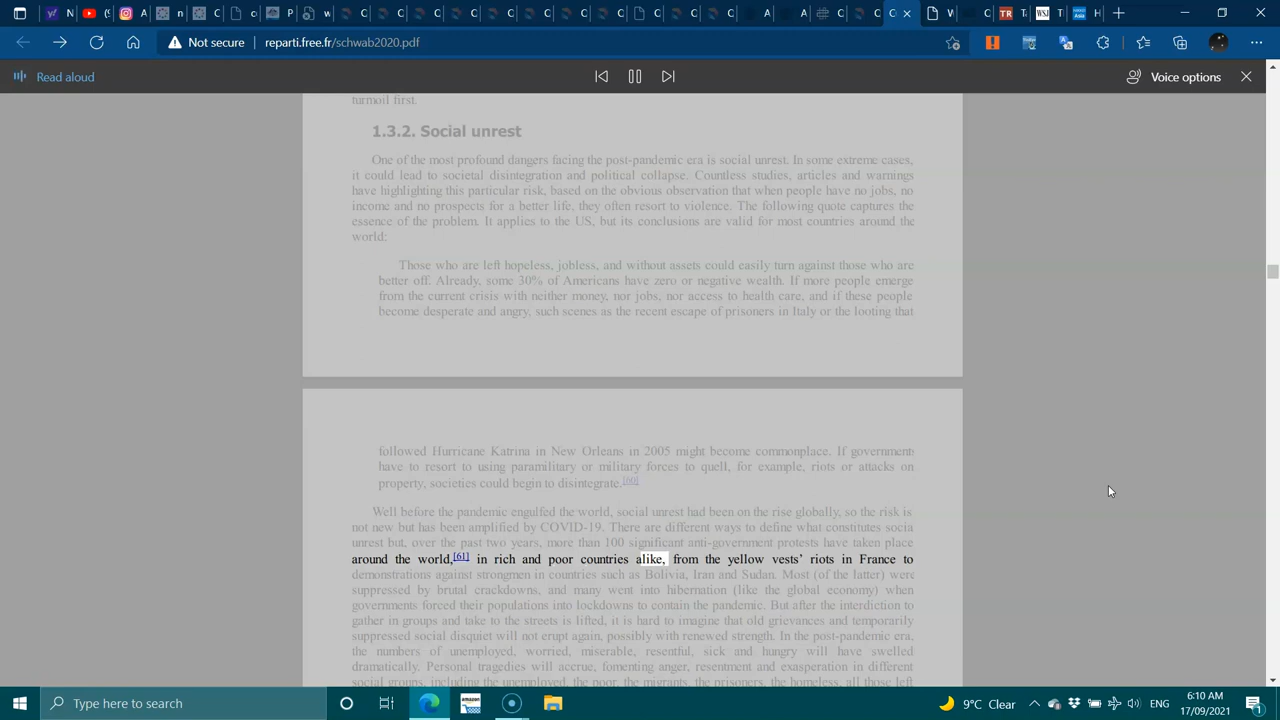 Not secure
reparti.free.fr/schwab2020.pdf
Read aloud
Voice options
turmoil first.
1.3.2. Social unrest
One of the most profound dangers facing the post-pandemic era is social unrest. In some extreme cases,
it could lead to societal disintegration and political collapse. Countless studies, articles and warnings
have highlighting this particular risk, based on the obvious observation that when people have no jobs, no
income and no prospects for a better life, they often resort to violence. The following quote captures the
essence of the problem. It applies to the US, but its conclusions are valid for most countries around the
world:
Those who are left hopeless, jobless, and without assets could easily turn against those who are
better off. Already, some 30% of Americans have zero or negative wealth. If more people emerge
from the current crisis with neither money, nor jobs, nor access to health care, and if these people
become desperate and angry, such scenes as the recent escape of prisoners in Italy or the looting that
followed Hurricane Katrina in New Orleans in 2005 might become commonplace. If governments
have to resort to using paramilitary or military forces to quell, for example, riots or attacks on
property, societies could begin to disintegrate.[60]
Well before the pandemic engulfed the world, social unrest had been on the rise globally, so the risk is
not new but has been amplified by COVID-19. There are different ways to define what constitutes socia
unrest but, over the past two years, more than 100 significant anti-government protests have taken place
around the world,[61] in rich and poor countries alike, from the yellow vests' riots in France to
demonstrations against strongmen in countries such as Bolivia, Iran and Sudan. Most (of the latter) were
suppressed by brutal crackdowns, and many went into hibernation (like the global economy) when
governments forced their populations into lockdowns to contain the pandemic. But after the interdiction to
gather in groups and take to the streets is lifted, it is hard to imagine that old grievances and temporarily
suppressed social disquiet will not erupt again, possibly with renewed strength. In the post-pandemic era,
the numbers of unemployed, worried, miserable, resentful, sick and hungry will have swelled
dramatically. Personal tragedies will accrue, fomenting anger, resentment and exasperation in different
social groups, including the unemployed, the poor, the migrants, the prisoners, the homeless, all those left
Type here to search
9°C Clear
ENG
6:10 AM
17/09/2021